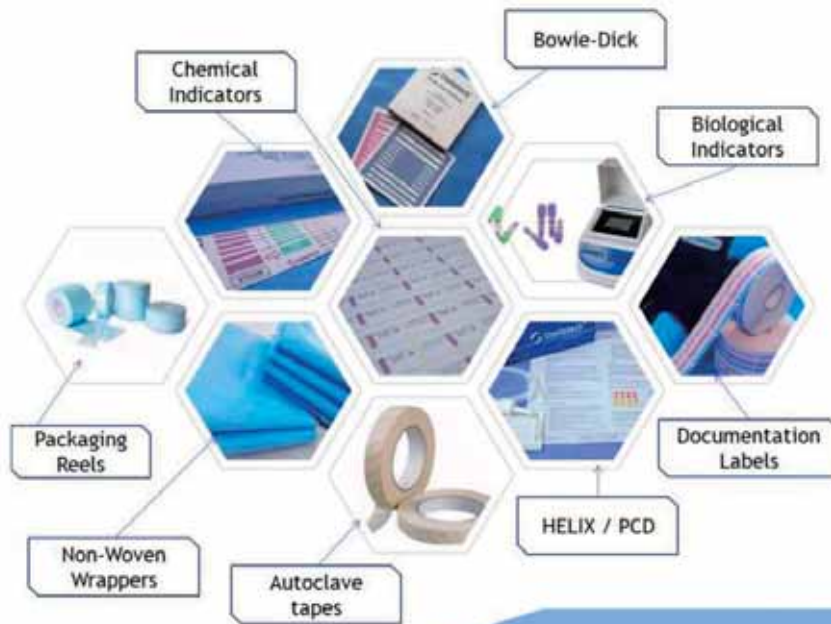 Bowie-Dick
Chemical
Indicators
Biological
Indicators
Packaging
Reels
Documentation
Labels
HELIX / PCD
Non-Woven
Wrappers
Autoclave
tapes